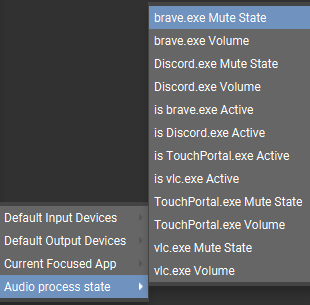 brave.exe Mute State
brave.exe Volume
Discord.exe Mute State
Discord.exe Volume
is brave.exe Active
is Discord.exe Active
is TouchPortal.exe Active
is vlc.exe Active
TouchPortal.exe Mute State
TouchPortal.exe Volume
vlc.exe Mute State
vlc.exe Volume
Default Input Devices
Default Output Devices
Current Focused App
Audio process state